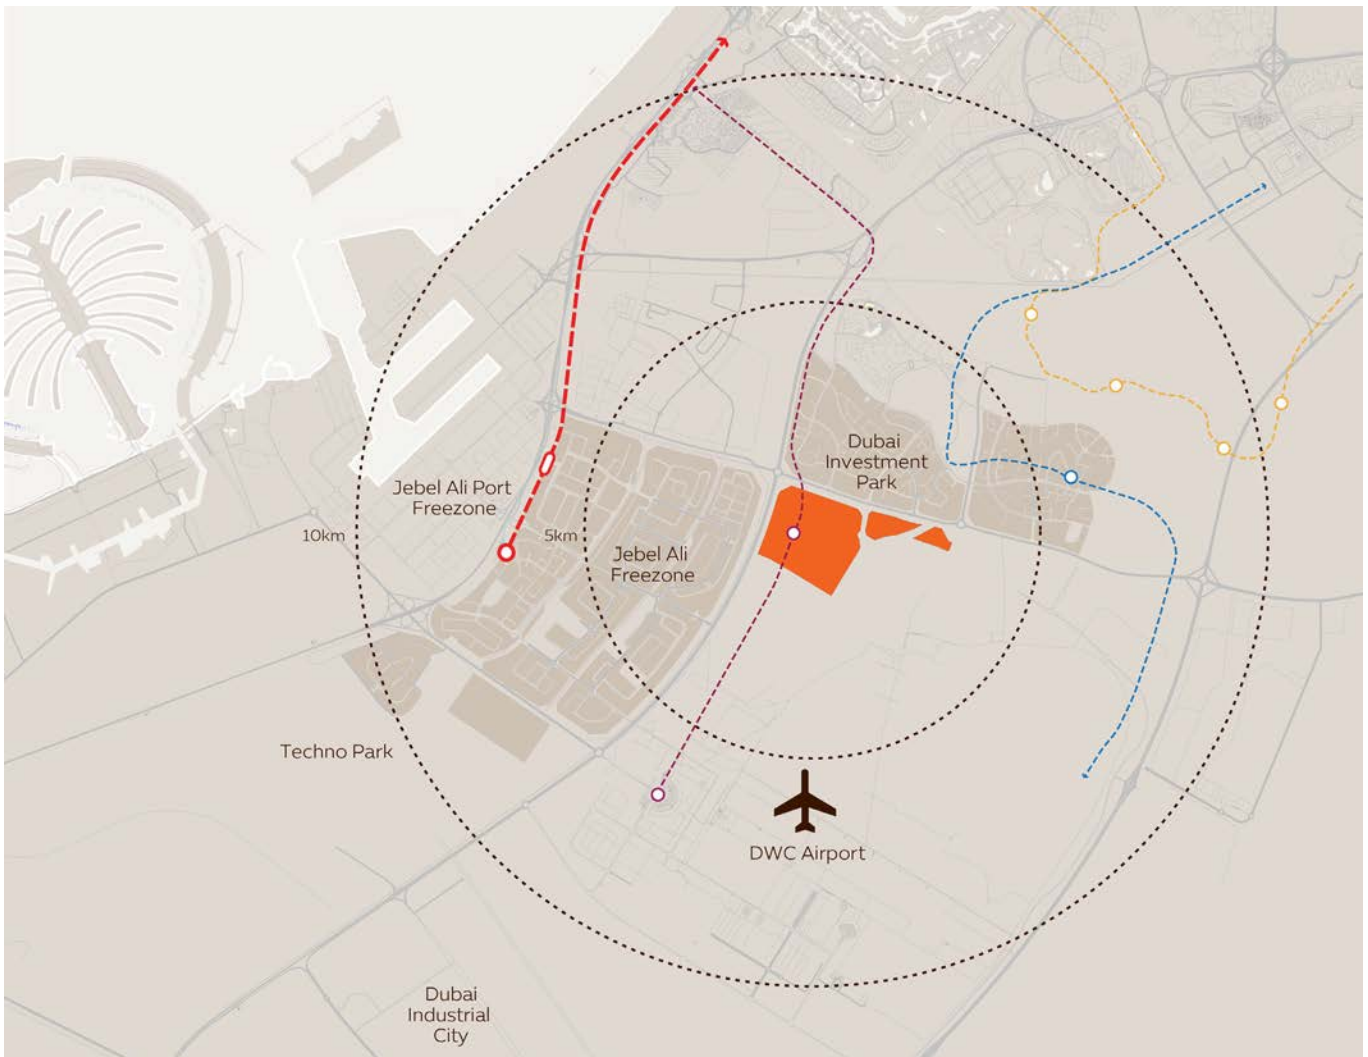 Dubai
Investment
Park
Jebel Ali Port
Freezone
10km
5km
Jebel Ali
Freezone
Techno Park
DWC Airport
Dubai
Industrial
City